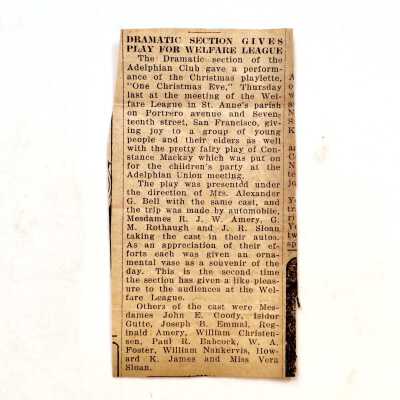 DRAMATIC SECTION GIVES
PLAY FOR WELFARE LEAGUE
The Dramatic section of the
Adelphian Club gave a perform-
ance of the Christmas playlette,
"One Christmas Eve," Thursday
last at the meeting of the Wel-
fare League in St. Anne's parish
on Portrero avenue and Seven-
teenth street, San Francisco, giv-
ing joy to a group of young
people and their elders as well
with the pretty fairy play of Con-
stance Mackay which was put on
for the children's party at the
Adelphian Union meeting.
The play was presented under
the direction of Mrs. Alexander
G. Bell with the same cast, and
the trip was made by automobile,
Mesdames R. J. W. Amery, G.
M. Rothaugh and J. R. Sloan
taking the cast in their autos.
As an appreciation of their ef-
forts each was given an orna-
mental vase as a souvenir of the
day. This is the second time
the section has given a like pleas-
ure to the audiences at the Wel-
fare League.
Others of the cast were Mes-
dames John E. Coody, Isidor
Gutte, Joseph B. Emmal, Reg-
inald Amery, William Christen-
sen, Paul R. Babcock, W. A.
Foster, William Nankervis, How-
ard K. James and Miss Vera
Sloan.